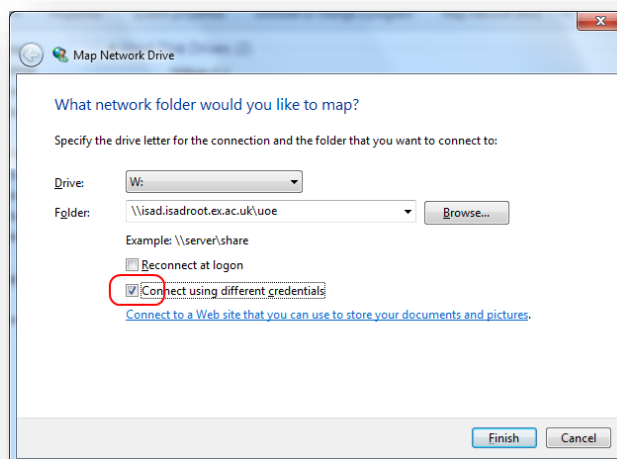 Map Network Drive
What network folder would you like to map?
Specify the drive letter for the connection and the folder that you want to connect to:
Drive: W:
Folder: \\isad.isadroot.ex.ac.uk\uoe Browse...
Example: \\server\share
Reconnect at logon
Connect using different credentials
Connect to a Web site that you can use to store your documents and pictures.
Finish Cancel